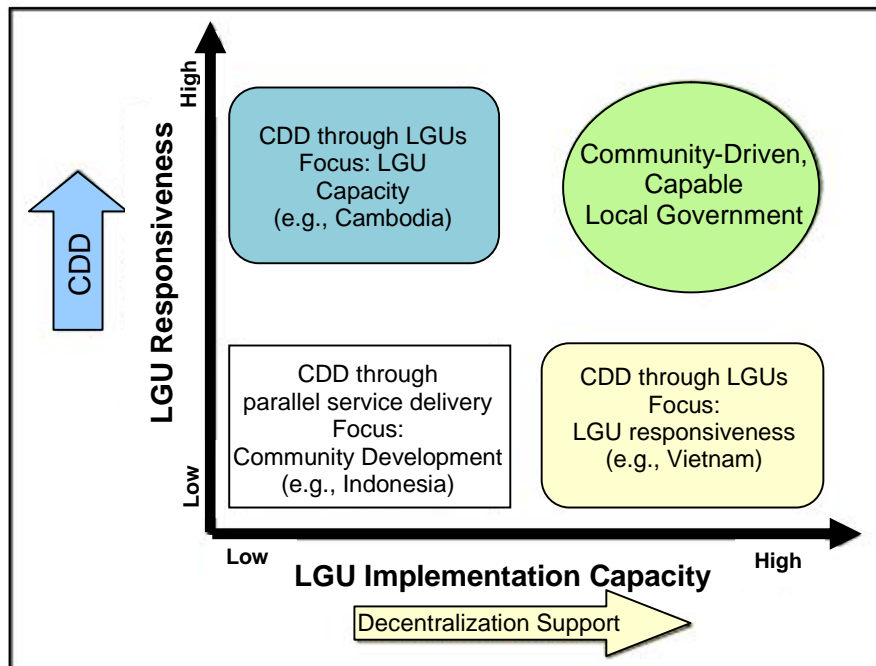 High
CDD through LGUs
Focus: LGU
Capacity
(e.g., Cambodia)
Community-Driven,
Capable
Local Government
CDD
LGU Responsiveness
CDD through
parallel service delivery
Focus:
Community Development
(e.g., Indonesia)
CDD through LGUs
Focus:
LGU responsiveness
(e.g., Vietnam)
Low
Low
High
LGU Implementation Capacity
Decentralization Support